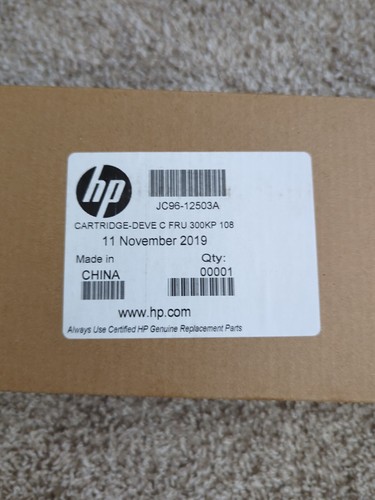 hp
JC96-12503A
CARTRIDGE-DEVE C FRU 300KP 108
11 November 2019
Made in Qty:
CHINA 00001
www.hp.com
Always Use Certified HP Genuine Replacement Parts